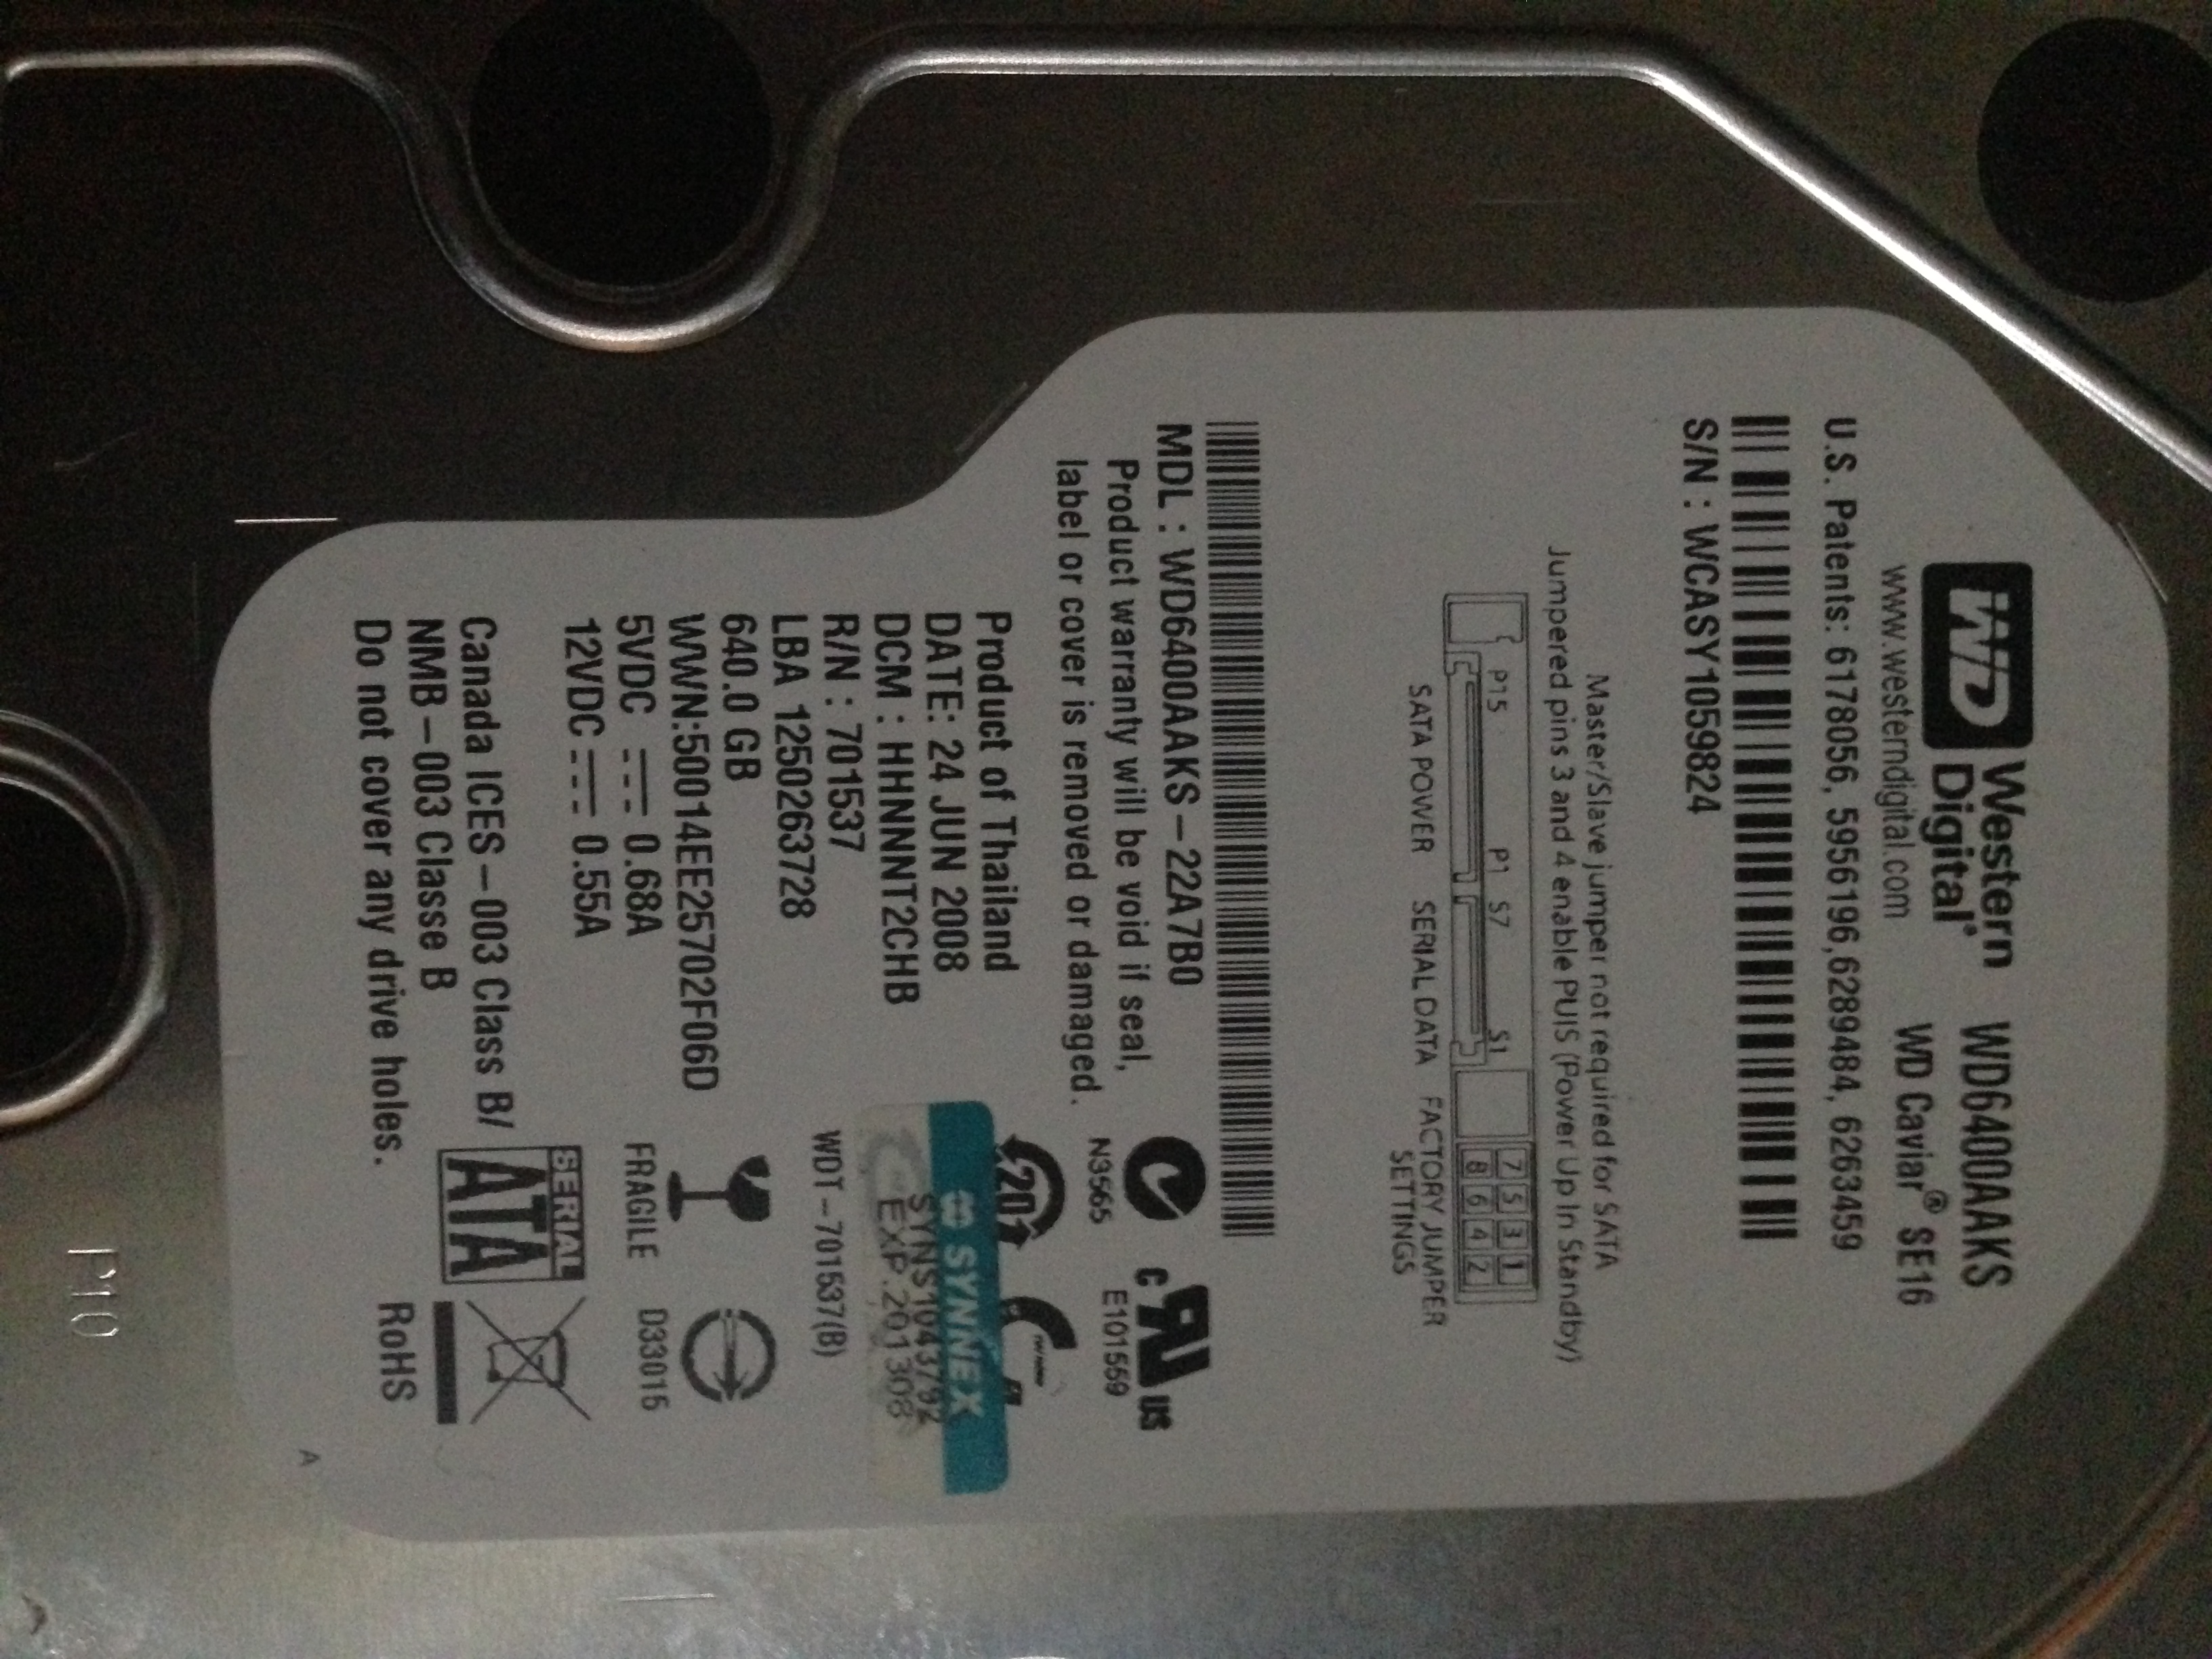 WD Western Digital®
www.westerndigital.com
WD6400AAKS
WD Caviar® SE16
U.S. Patents: 6178056, 5956196,6289484, 6263459
S/N : WCASY1059824
Master/Slave jumper not required for SATA
Jumpered pins 3 and 4 enable PUIS (Power Up In Standby)
P15 P1 S7 S1
7 5 3 1
8 6 4 2
SATA POWER SERIAL DATA FACTORY JUMPER
SETTINGS
MDL : WD6400AAKS-22A7B0
Product warranty will be void if seal,
label or cover is removed or damaged.
N3565
c US
E101559
Product of Thailand
DATE: 24 JUN 2008
DCM : HHNNNT2CHB
R/N : 701537
LBA 1250263728
640.0 GB
WWN:50014EE25702F06D
5VDC 0.68A
12VDC 0.55A
201
SYNNEX
SYNS1043792
EXP.201308
WDT-701537(B)
FRAGILE
D33015
Canada ICES-003 Class B/
NMB-003 Classe B
Do not cover any drive holes.
SERIAL
ATA
RoHS
A
P10